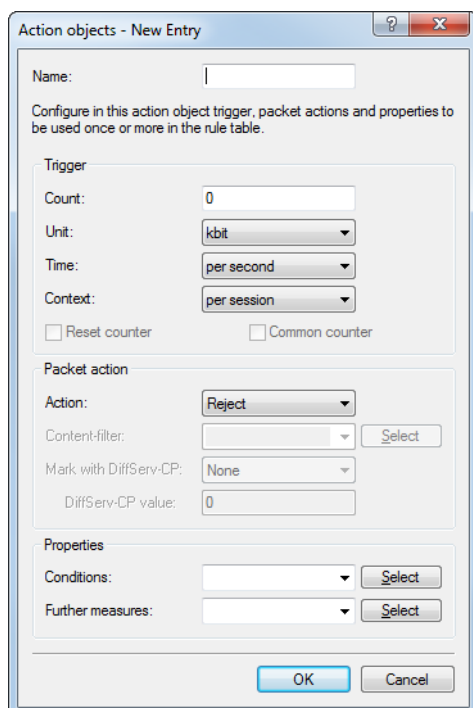 Action objects - New Entry
?
Name:
Configure in this action object trigger, packet actions and properties to
be used once or more in the rule table.
Trigger
Count: 0
Unit: kbit
Time: per second
Context: per session
Reset counter Common counter
Packet action
Action: Reject
Content-filter: Select
Mark with DiffServ-CP: None
DiffServ-CP value: 0
Properties
Conditions: Select
Further measures: Select
OK Cancel